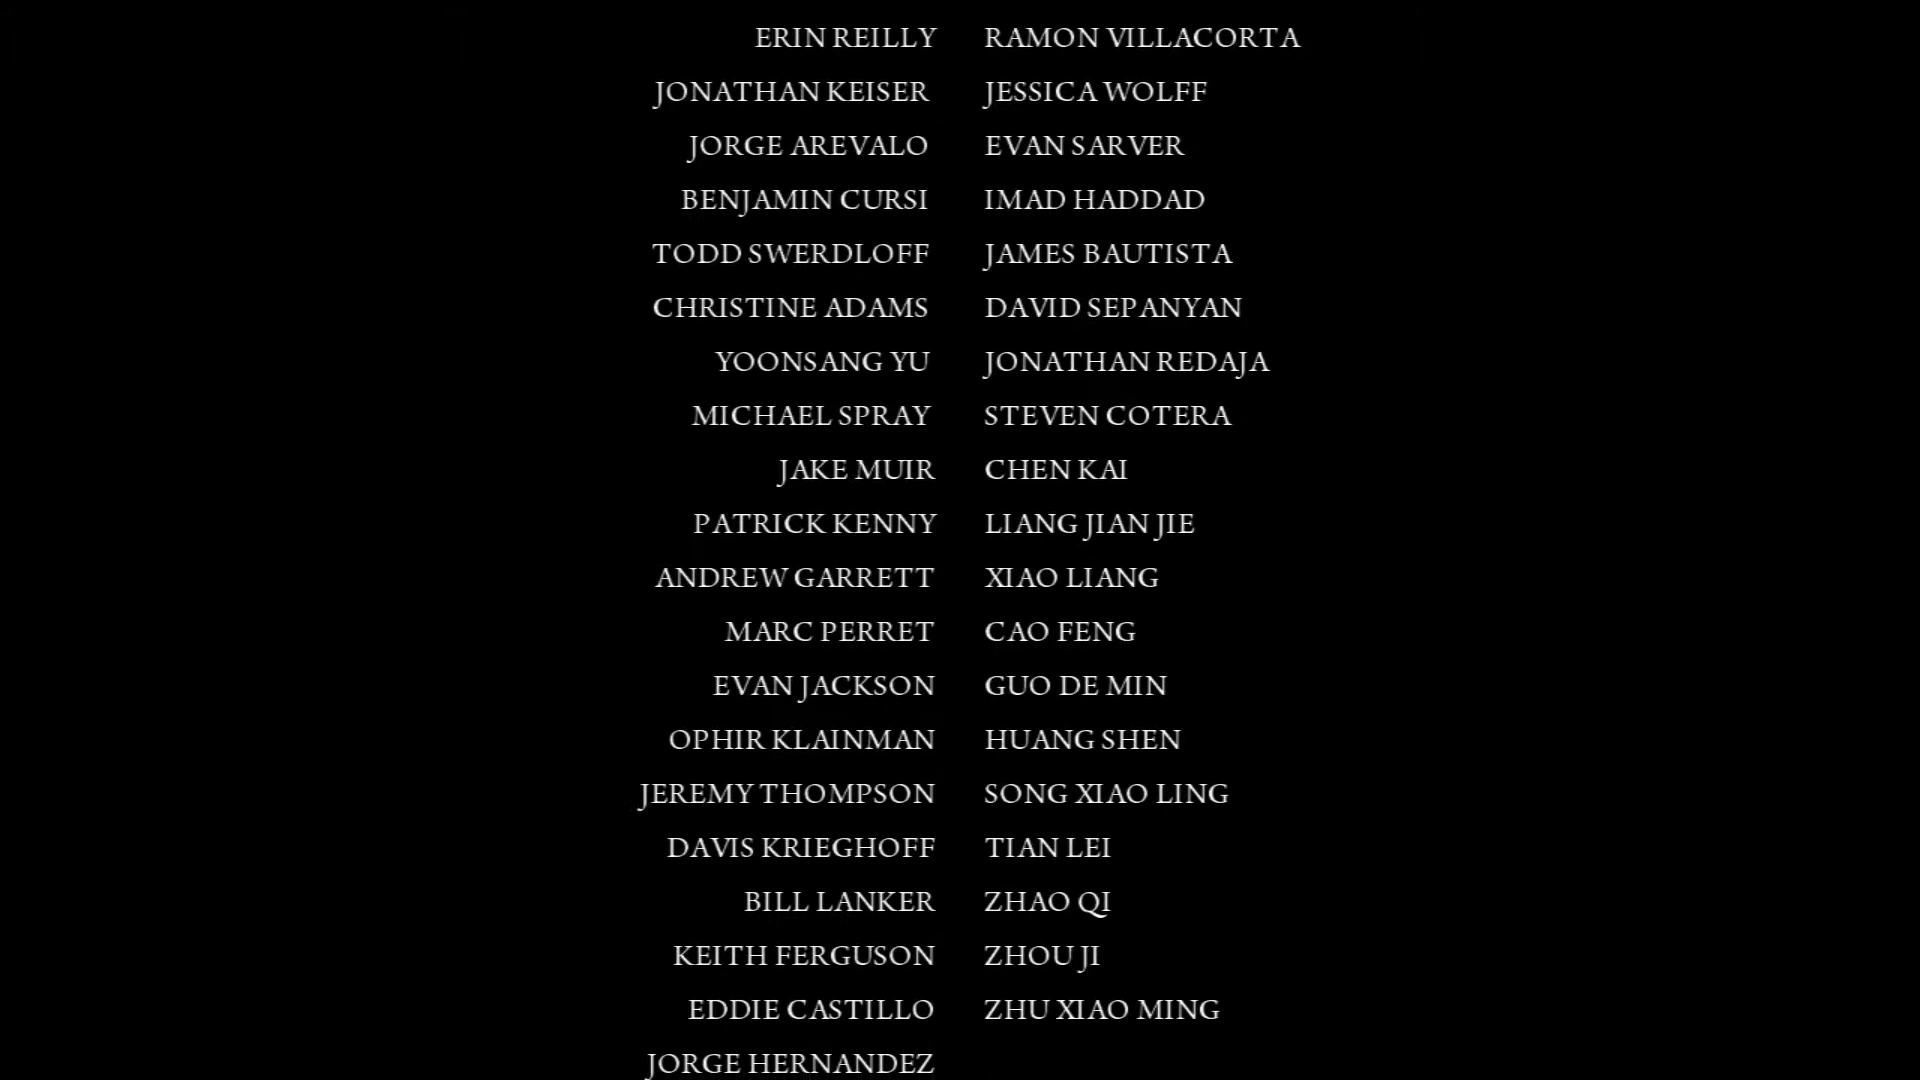 ERIN REILLY RAMON VILLACORTA
JONATHAN KEISER JESSICA WOLFF
JORGE AREVALO EVAN SARVER
BENJAMIN CURSI IMAD HADDAD
TODD SWERDLOFF JAMES BAUTISTA
CHRISTINE ADAMS DAVID SEPANYAN
YOONSANG YU JONATHAN REDAJA
MICHAEL SPRAY STEVEN COTERA
JAKE MUIR CHEN KAI
PATRICK KENNY LIANG JIAN JIE
ANDREW GARRETT XIAO LIANG
MARC PERRET CAO FENG
EVAN JACKSON GUO DE MIN
OPHIR KLAINMAN HUANG SHEN
JEREMY THOMPSON SONG XIAO LING
DAVIS KRIEGHOFF TIAN LEI
BILL LANKER ZHAO QI
KEITH FERGUSON ZHOU JI
EDDIE CASTILLO ZHU XIAO MING
JORGE HERNANDEZ